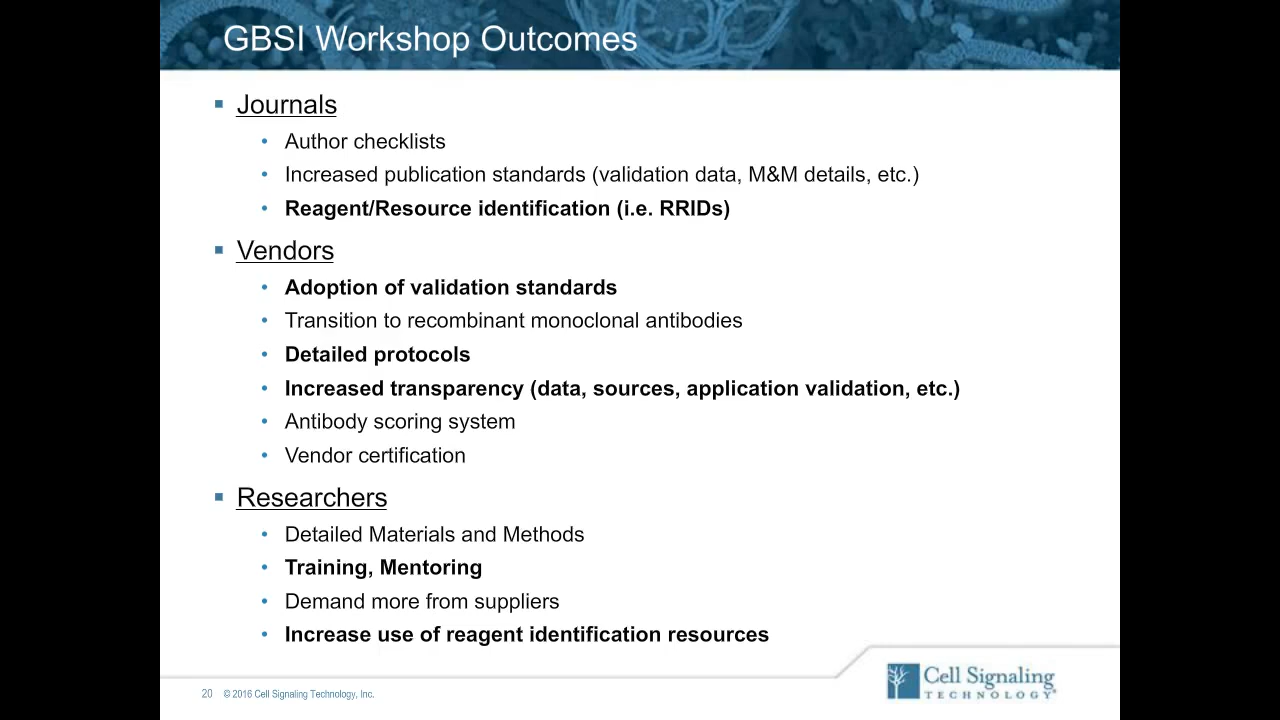 GBSI Workshop Outcomes
Journals
Author checklists
Increased publication standards (validation data, M&M details, etc.)
Reagent/Resource identification (i.e. RRIDs)
Vendors
Adoption of validation standards
Transition to recombinant monoclonal antibodies
Detailed protocols
Increased transparency (data, sources, application validation, etc.)
Antibody scoring system
Vendor certification
Researchers
Detailed Materials and Methods
Training, Mentoring
Demand more from suppliers
Increase use of reagent identification resources
20 © 2016 Cell Signaling Technology, Inc.
Cell Signaling
TECHNOLOGY®